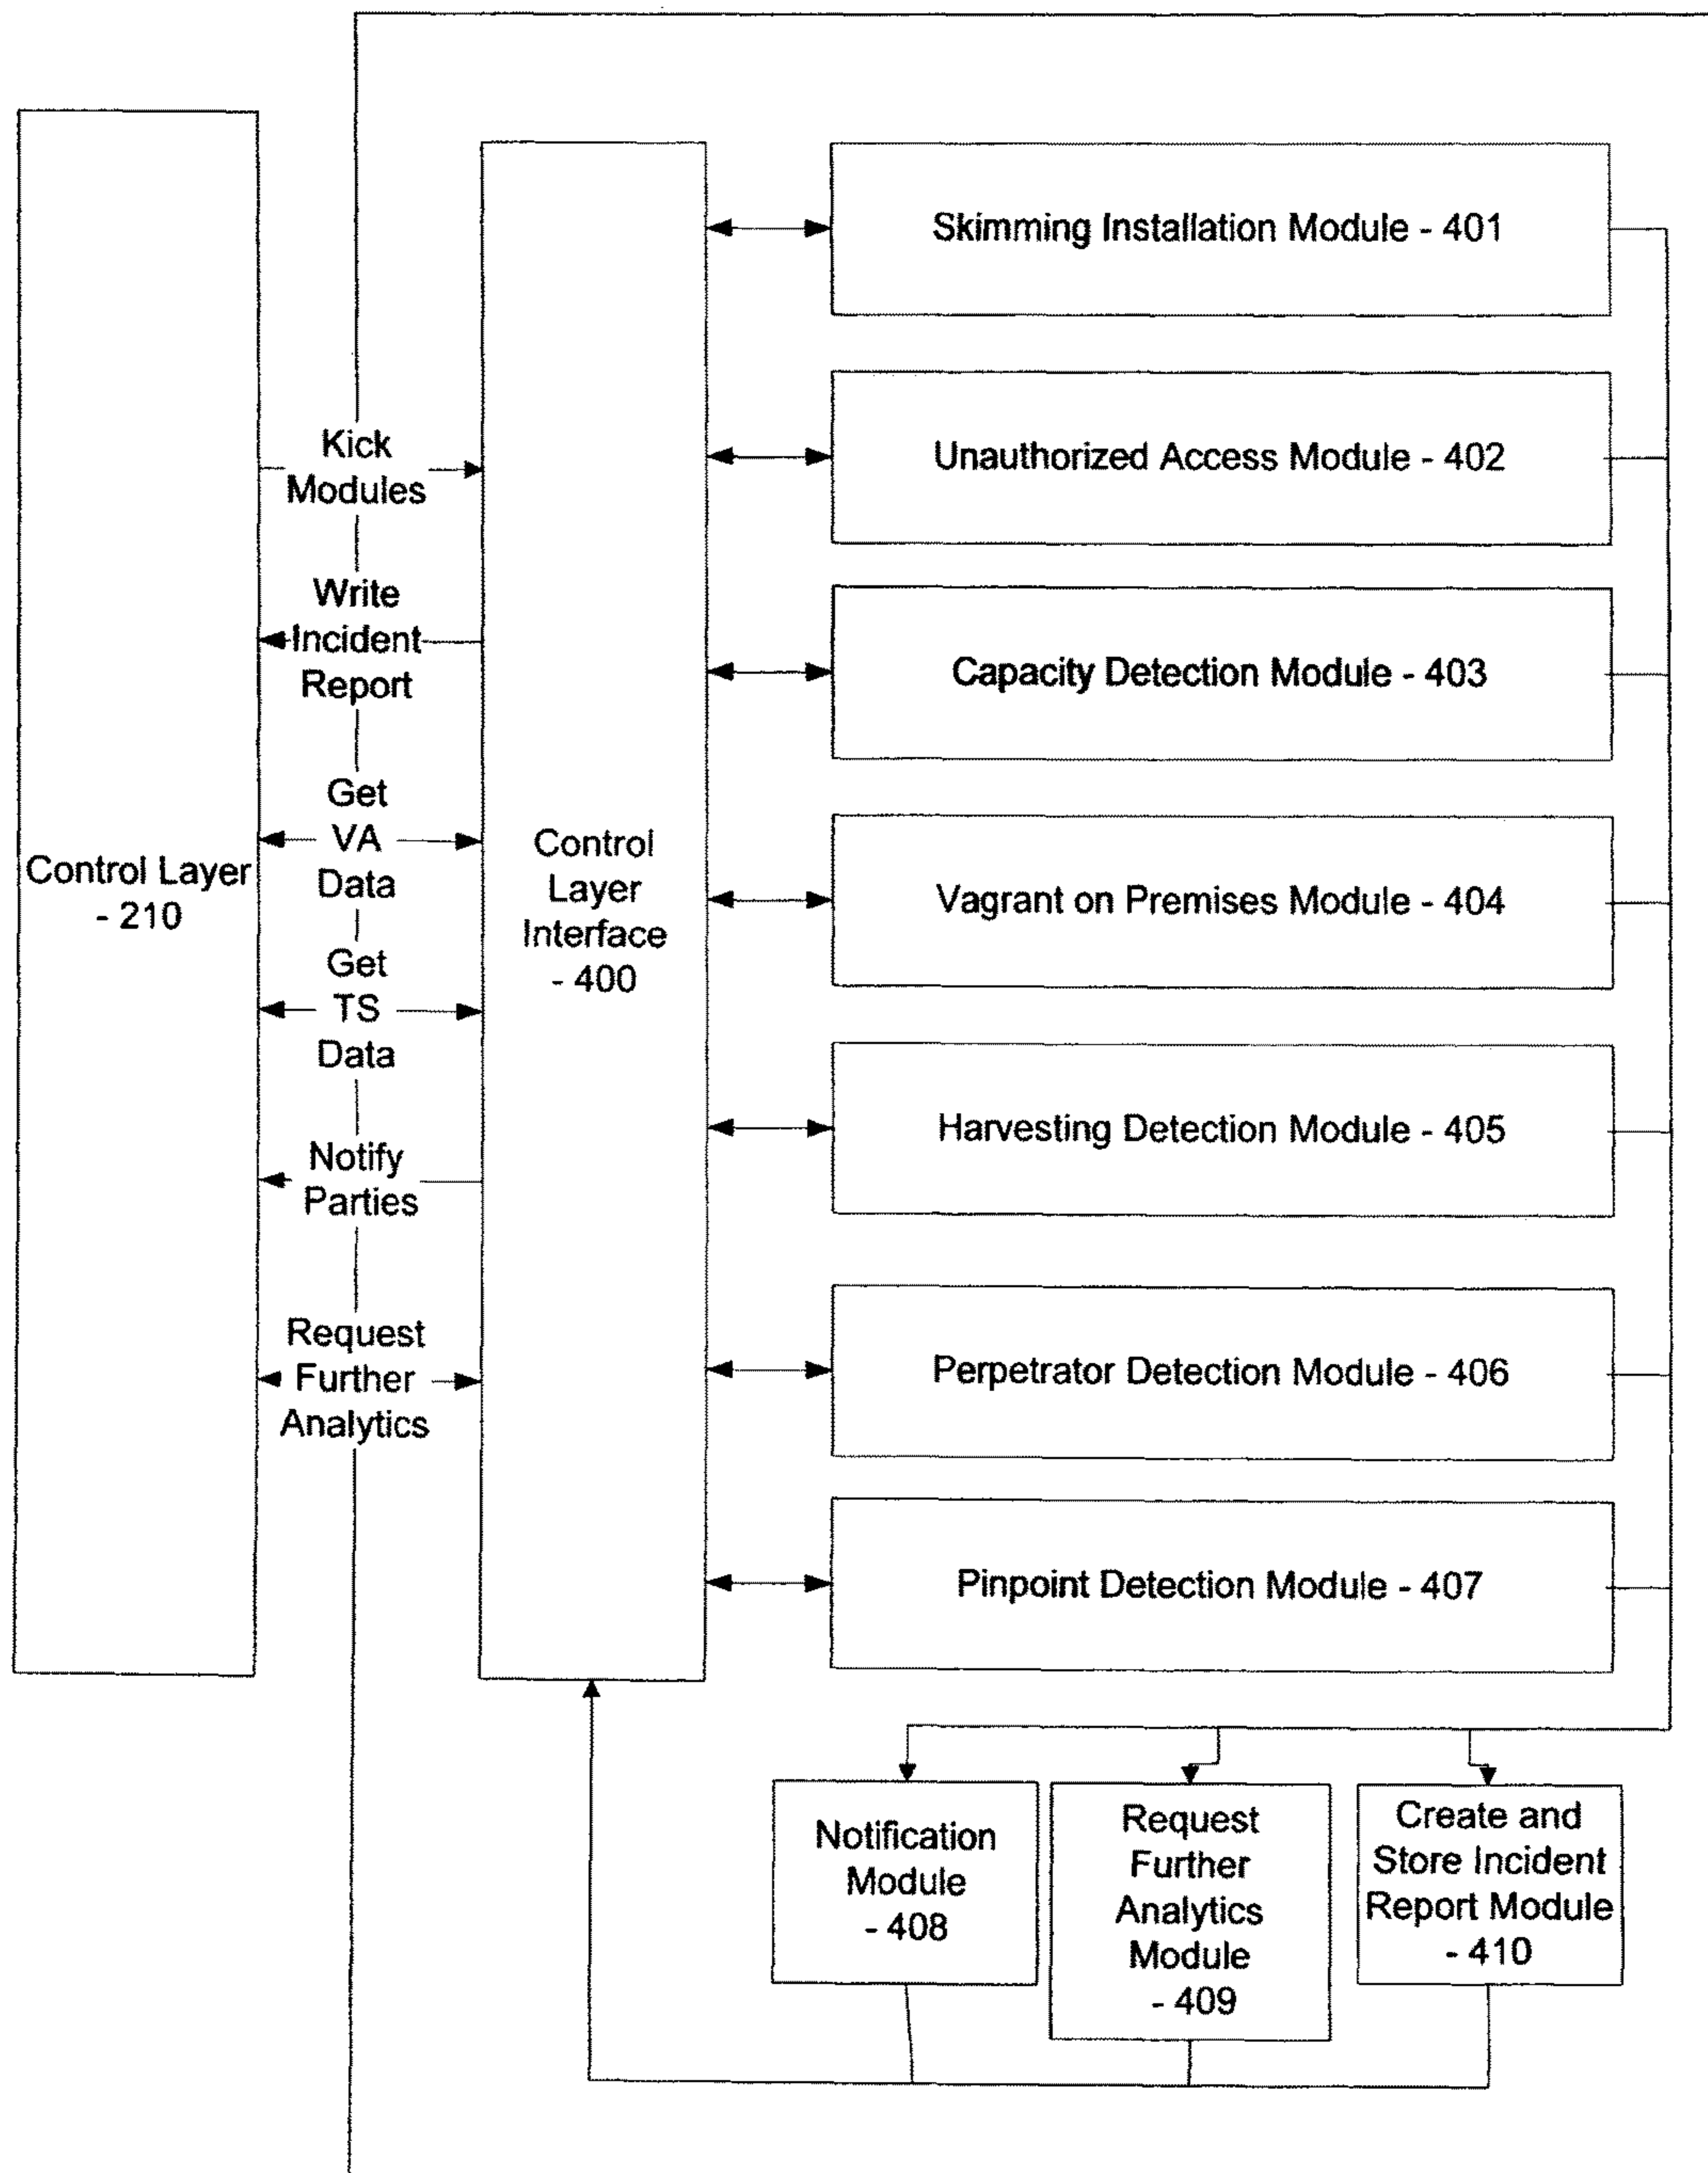 Kick
Modules
Write
Incident
Report
Get
VA
Data
Get
TS
Data
Notify
Parties
Request
Further
Analytics
Control Layer
- 210
Control
Layer
Interface
- 400
Skimming Installation Module - 401
Unauthorized Access Module - 402
Capacity Detection Module - 403
Vagrant on Premises Module - 404
Harvesting Detection Module - 405
Perpetrator Detection Module - 406
Pinpoint Detection Module - 407
Notification
Module
- 408
Request
Further
Analytics
Module
- 409
Create and
Store Incident
Report Module
- 410